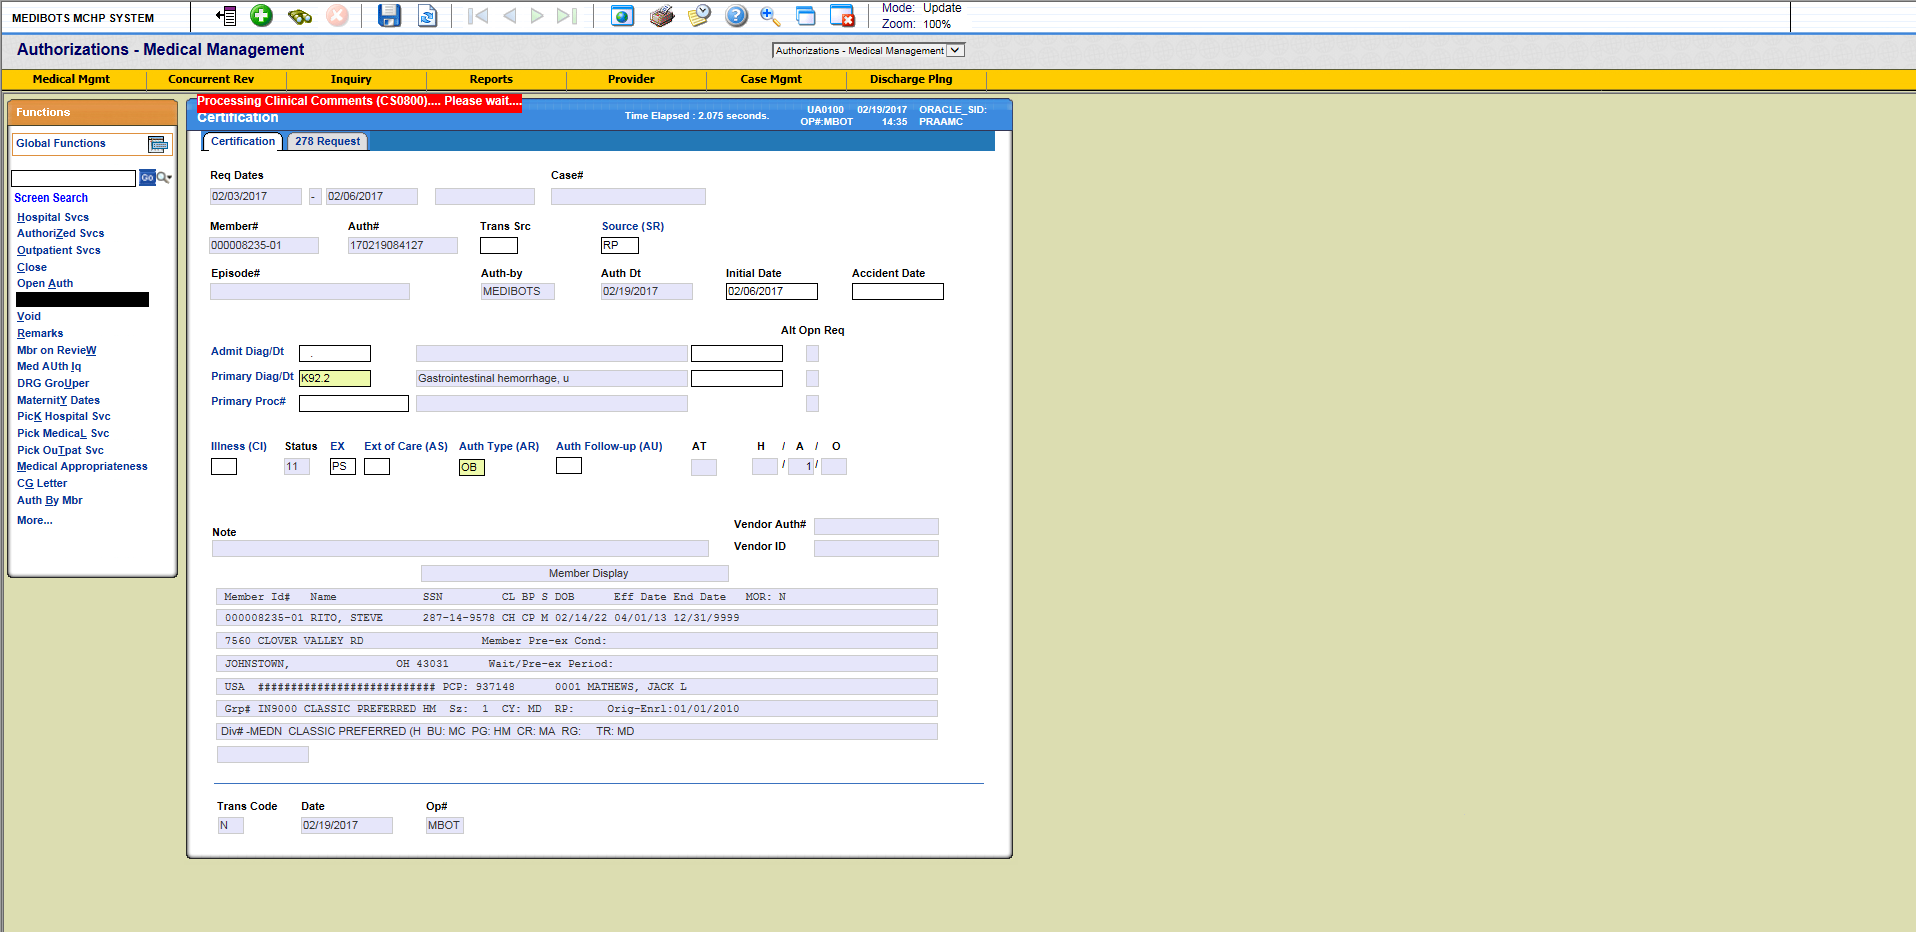 MEDIBOTS MCHP SYSTEM
Mode: Update
Zoom: 100%
Authorizations - Medical Management
Authorizations - Medical Management
Medical Mgmt Concurrent Rev Inquiry Reports Provider Case Mgmt Discharge Plng
Functions
Global Functions
Go
Screen Search
Hospital Svcs
AuthoriZed Svcs
Outpatient Svcs
Close
Open Auth
Void
Remarks
Mbr on RevieW
Med AUth Iq
DRG GroUper
MaternitY Dates
PicK Hospital Svc
Pick MedicaL Svc
Pick OuTpat Svc
Medical Appropriateness
CG Letter
Auth By Mbr
More...
Processing Clinical Comments (CS0800).... Please wait....
Certification
Time Elapsed : 2.075 seconds.
UA0100 02/19/2017 ORACLE_SID:
OP#:MBOT 14:35 PRAAMC
Certification 278 Request
Req Dates Case#
02/03/2017 - 02/06/2017
Member# Auth# Trans Src Source (SR)
000008235-01 170219084127 RP
Episode# Auth-by Auth Dt Initial Date Accident Date
MEDIBOTS 02/19/2017 02/06/2017
Alt Opn Req
Admit Diag/Dt .
Primary Diag/Dt K92.2 Gastrointestinal hemorrhage, u
Primary Proc#
Illness (CI) Status EX Ext of Care (AS) Auth Type (AR) Auth Follow-up (AU) AT H / A / O
11 PS OB / 1 /
Vendor Auth#
Note
Vendor ID
Member Display
Member Id# Name SSN CL BP S DOB Eff Date End Date MOR: N
000008235-01 RITO, STEVE 287-14-9578 CH CP M 02/14/22 04/01/13 12/31/9999
7560 CLOVER VALLEY RD Member Pre-ex Cond:
JOHNSTOWN, OH 43031 Wait/Pre-ex Period:
USA ########################### PCP: 937148 0001 MATHEWS, JACK L
Grp# IN9000 CLASSIC PREFERRED HM Sz: 1 CY: MD RP: Orig-Enrl:01/01/2010
Div# -MEDN CLASSIC PREFERRED (H BU: MC PG: HM CR: MA RG: TR: MD
Trans Code Date Op#
N 02/19/2017 MBOT